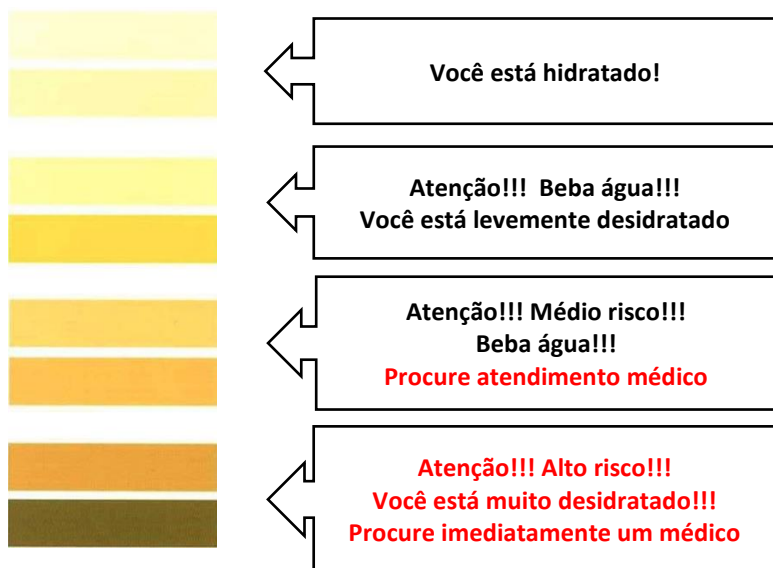 Você está hidratado!
Atenção!!! Beba água!!!
Você está levemente desidratado
Atenção!!! Médio risco!!!
Beba água!!!
Procure atendimento médico
Atenção!!! Alto risco!!!
Você está muito desidratado!!!
Procure imediatamente um médico